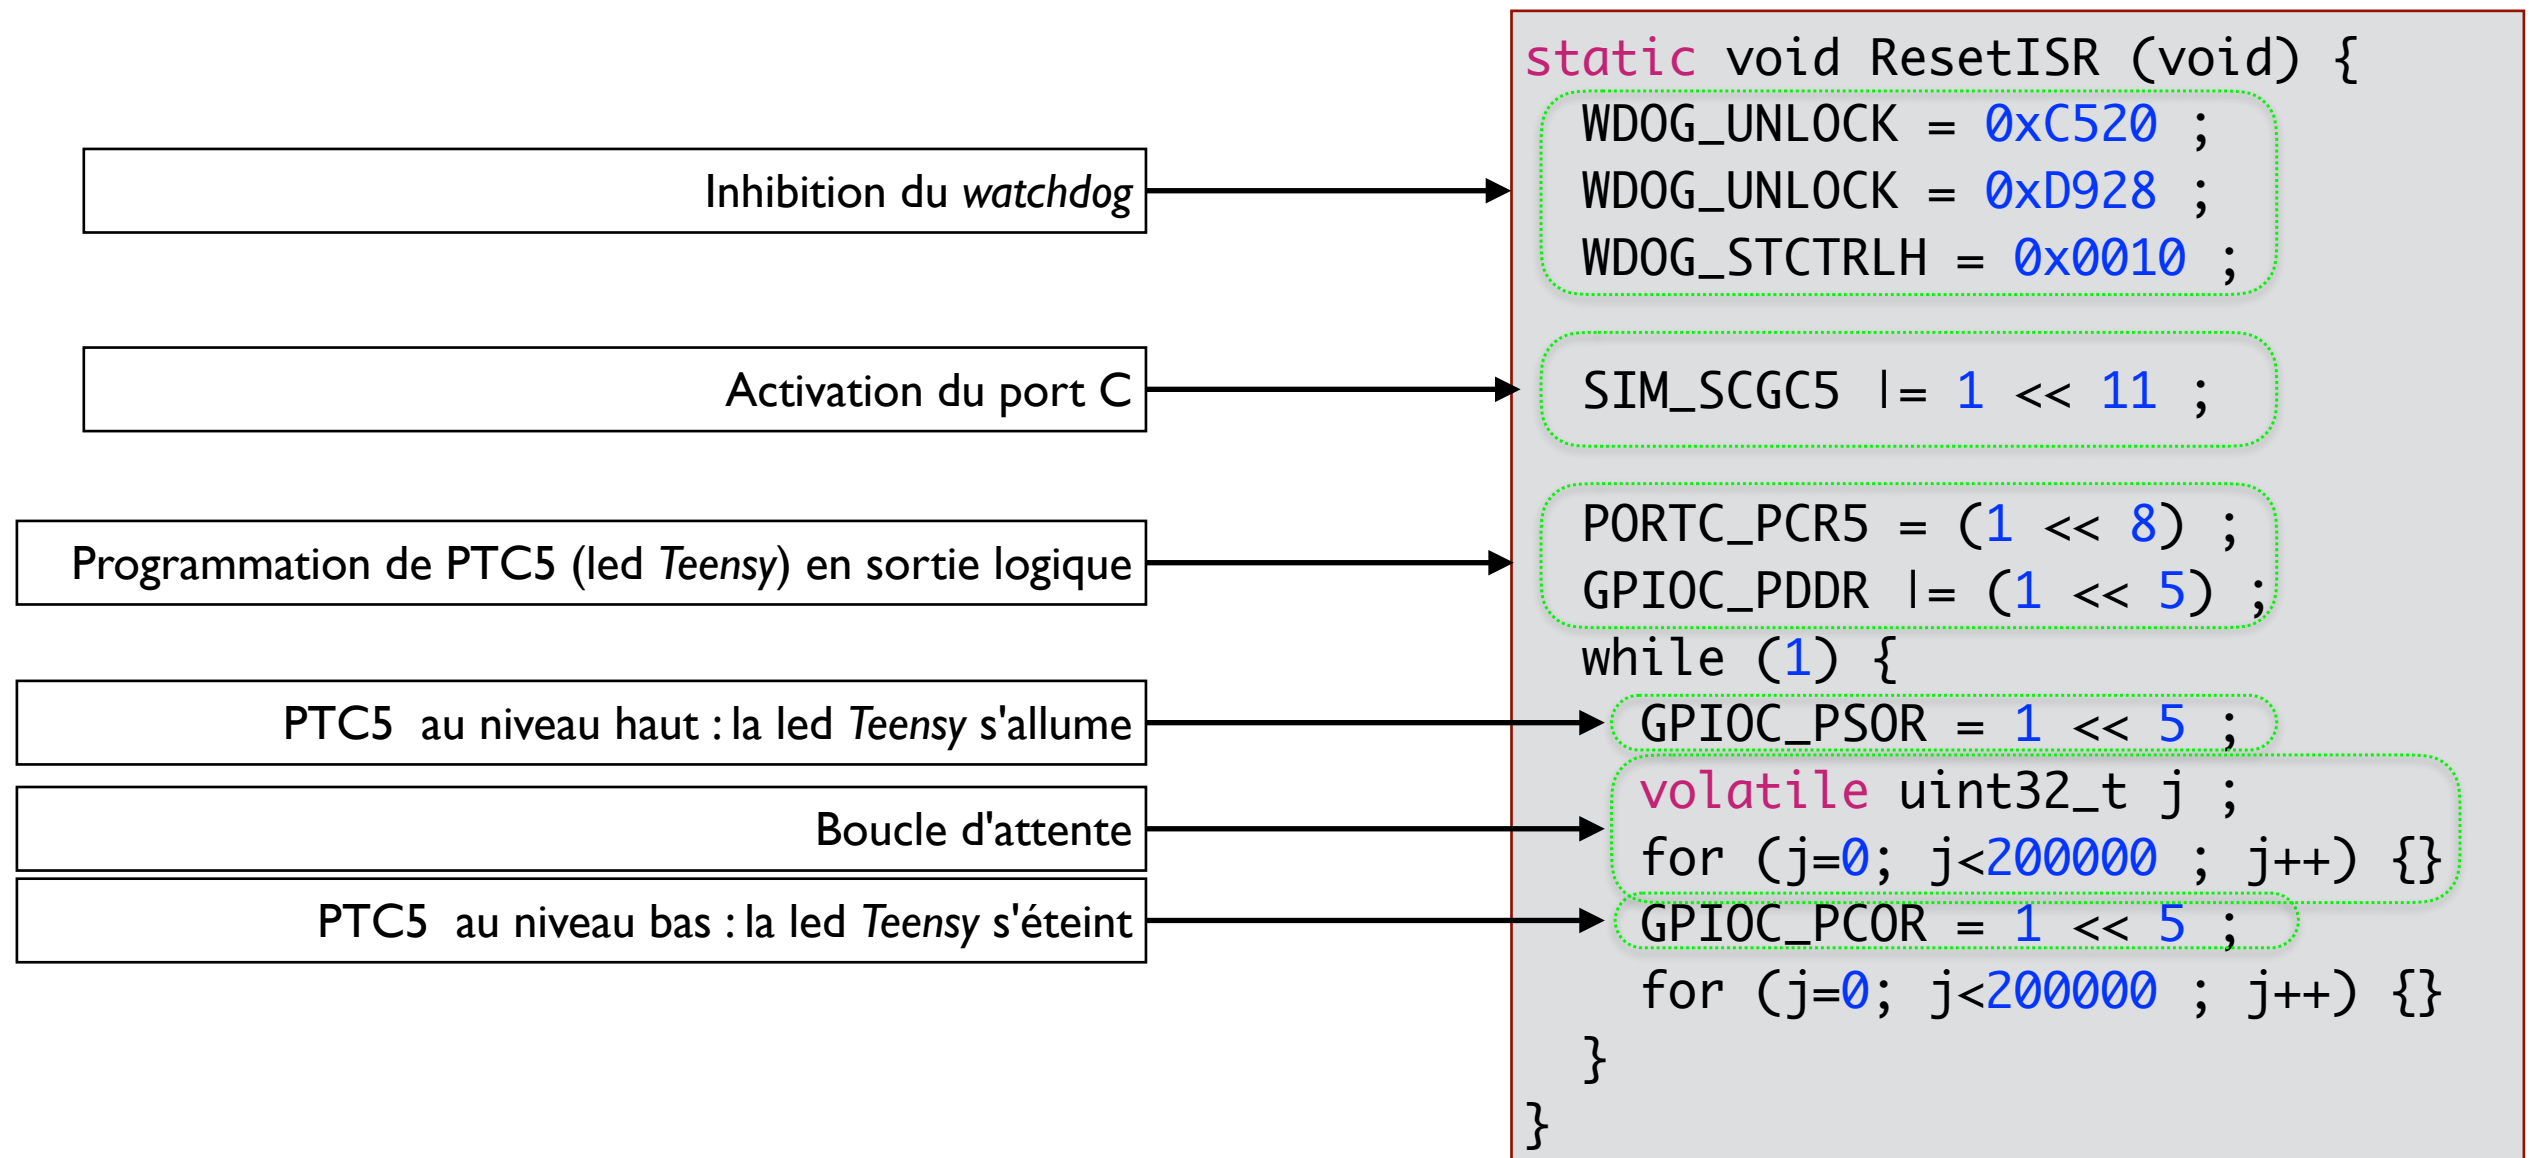 Inhibition du watchdog
Activation du port C
Programmation de PTC5 (led Teensy) en sortie logique
PTC5  au niveau haut : la led Teensy s'allume
Boucle d'attente
PTC5  au niveau bas : la led Teensy s'éteint
static void ResetISR (void) {
  WDOG_UNLOCK = 0xC520 ;
  WDOG_UNLOCK = 0xD928 ;
  WDOG_STCTRLH = 0x0010 ;
  SIM_SCGC5 |= 1 << 11 ;
  PORTC_PCR5 = (1 << 8) ;
  GPIOC_PDDR |= (1 << 5) ;
  while (1) {
    GPIOC_PSOR = 1 << 5 ;
    volatile uint32_t j ;
    for (j=0; j<200000 ; j++) {}
    GPIOC_PCOR = 1 << 5 ;
    for (j=0; j<200000 ; j++) {}
  }
}